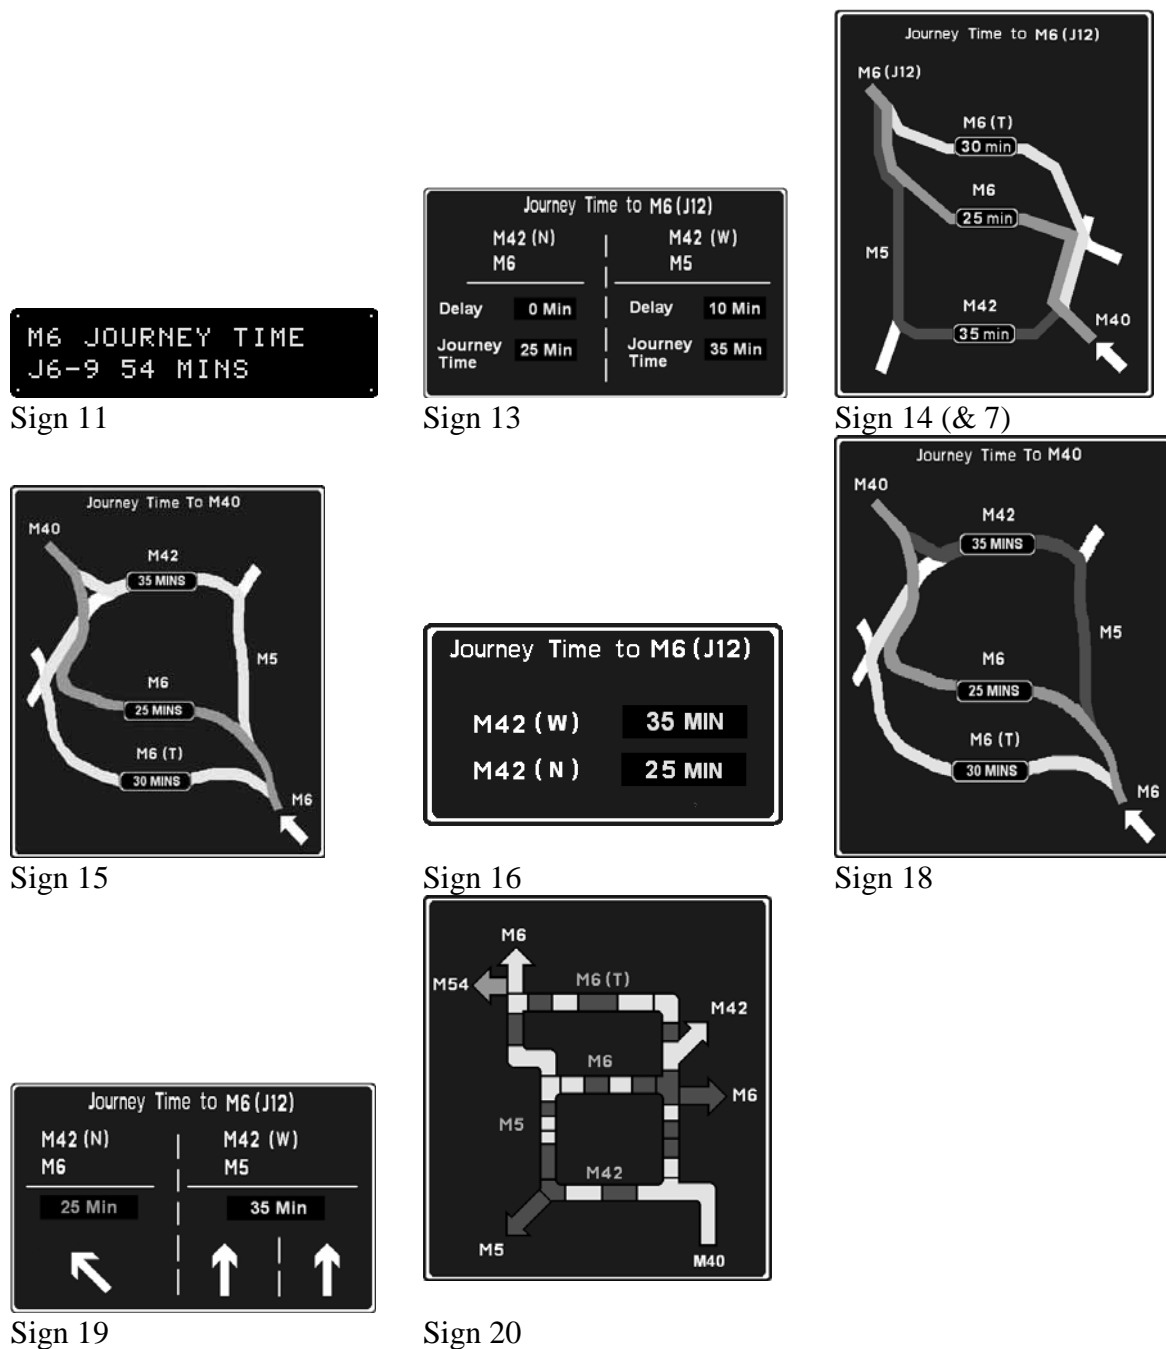 M6 JOURNEY TIME
J6-9 54 MINS
Sign 11
Journey Time to M6 (J12)
M42 (N) M42 (W)
M6 M5
Delay 0 Min Delay 10 Min
Journey Time 25 Min Journey Time 35 Min
Sign 13
Journey Time to M6 (J12)
M6 (J12)
M6 (T)
30 min
M6
25 min
M5
M42
35 min
M40
Sign 14 (& 7)
Journey Time To M40
M40
M42
35 MINS
M5
M6
25 MINS
M6 (T)
30 MINS
M6
Sign 15
Journey Time to M6 (J12)
M42 (W) 35 MIN
M42 (N) 25 MIN
Sign 16
Journey Time To M40
M40
M42
35 MINS
M5
M6
25 MINS
M6 (T)
30 MINS
M6
Sign 18
Journey Time to M6 (J12)
M42 (N) M42 (W)
M6 M5
25 Min 35 Min
Sign 19
M6
M54
M6 (T)
M42
M6
M6
M5
M42
M5
M40
Sign 20